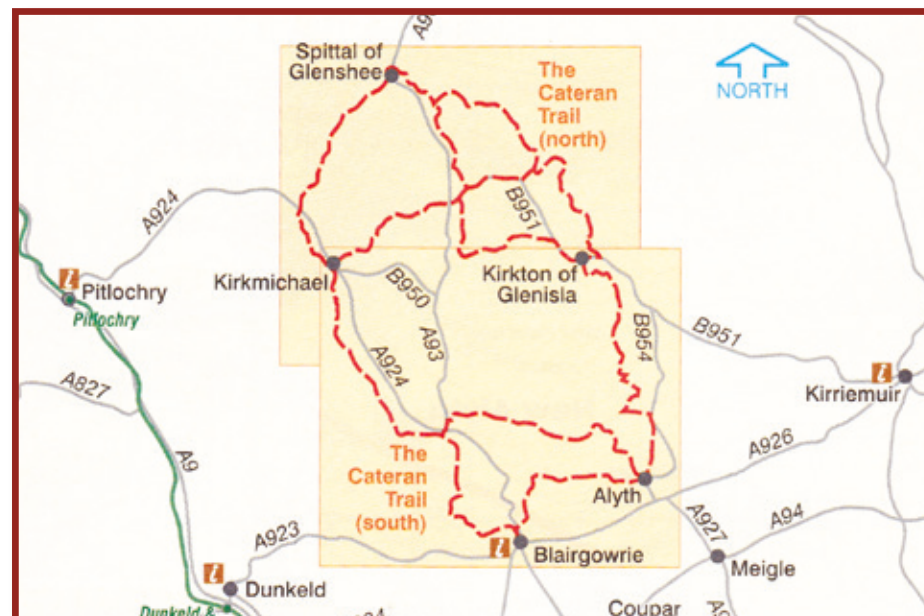 Spittal of
Glenshee
The
Cateran
Trail
(north)
NORTH
A924
B951
Kirkmichael
B950
Kirkton of
Glenisla
Pitlochry
Pitlochry
A93
B954
B951
A924
A827
Kirriemuir
A9
A926
The
Cateran
Trail
(south)
Alyth
A927
A94
A923
Blairgowrie
Meigle
Dunkeld
Dunkeld &
Coupar
i
i
i
i